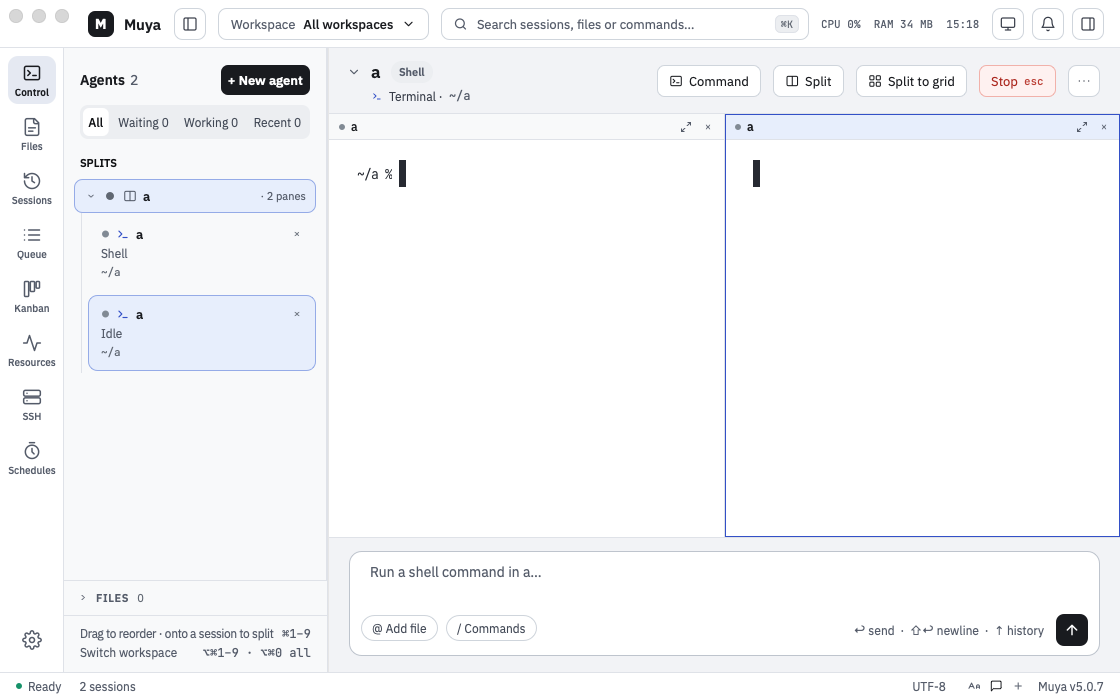 M Muya Workspace All workspaces Search sessions, files or commands... ⌘K CPU 0% RAM 34 MB 15:18
Control
Files
Sessions
Queue
Kanban
Resources
SSH
Schedules
Agents 2 + New agent
All Waiting 0 Working 0 Recent 0
SPLITS
a · 2 panes
a ×
Shell
~/a
a ×
Idle
~/a
FILES 0
Drag to reorder · onto a session to split ⌘1–9
Switch workspace ⌥⌘1–9 · ⌥⌘0 all
a Shell
Terminal · ~/a
Command Split Split to grid Stop esc ···
a ×
~/a %
a ×
Run a shell command in a...
@ Add file / Commands ↩ send · ⇧↩ newline · ↑ history
Ready 2 sessions UTF-8 Aa + Muya v5.0.7